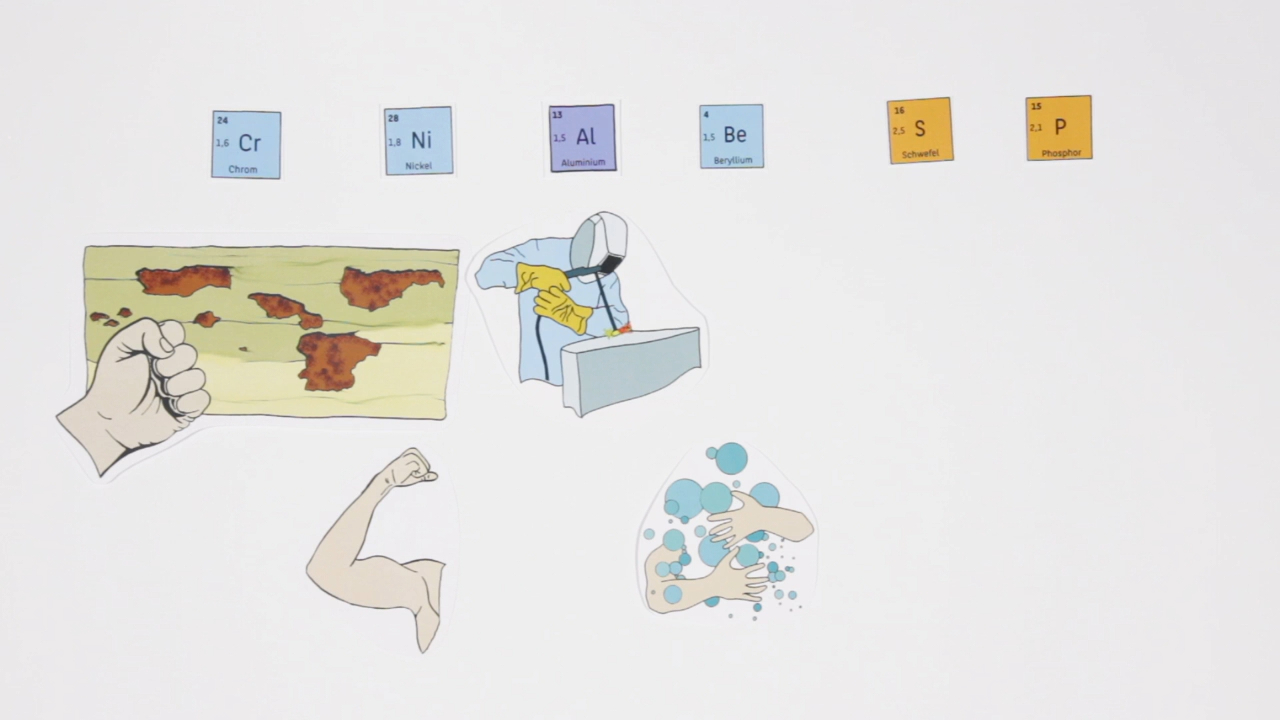 24
1,6 Cr
Chrom
28
1,8 Ni
Nickel
13
1,5 Al
Aluminium
4
1,5 Be
Beryllium
16
2,5 S
Schwefel
15
2,1 P
Phosphor